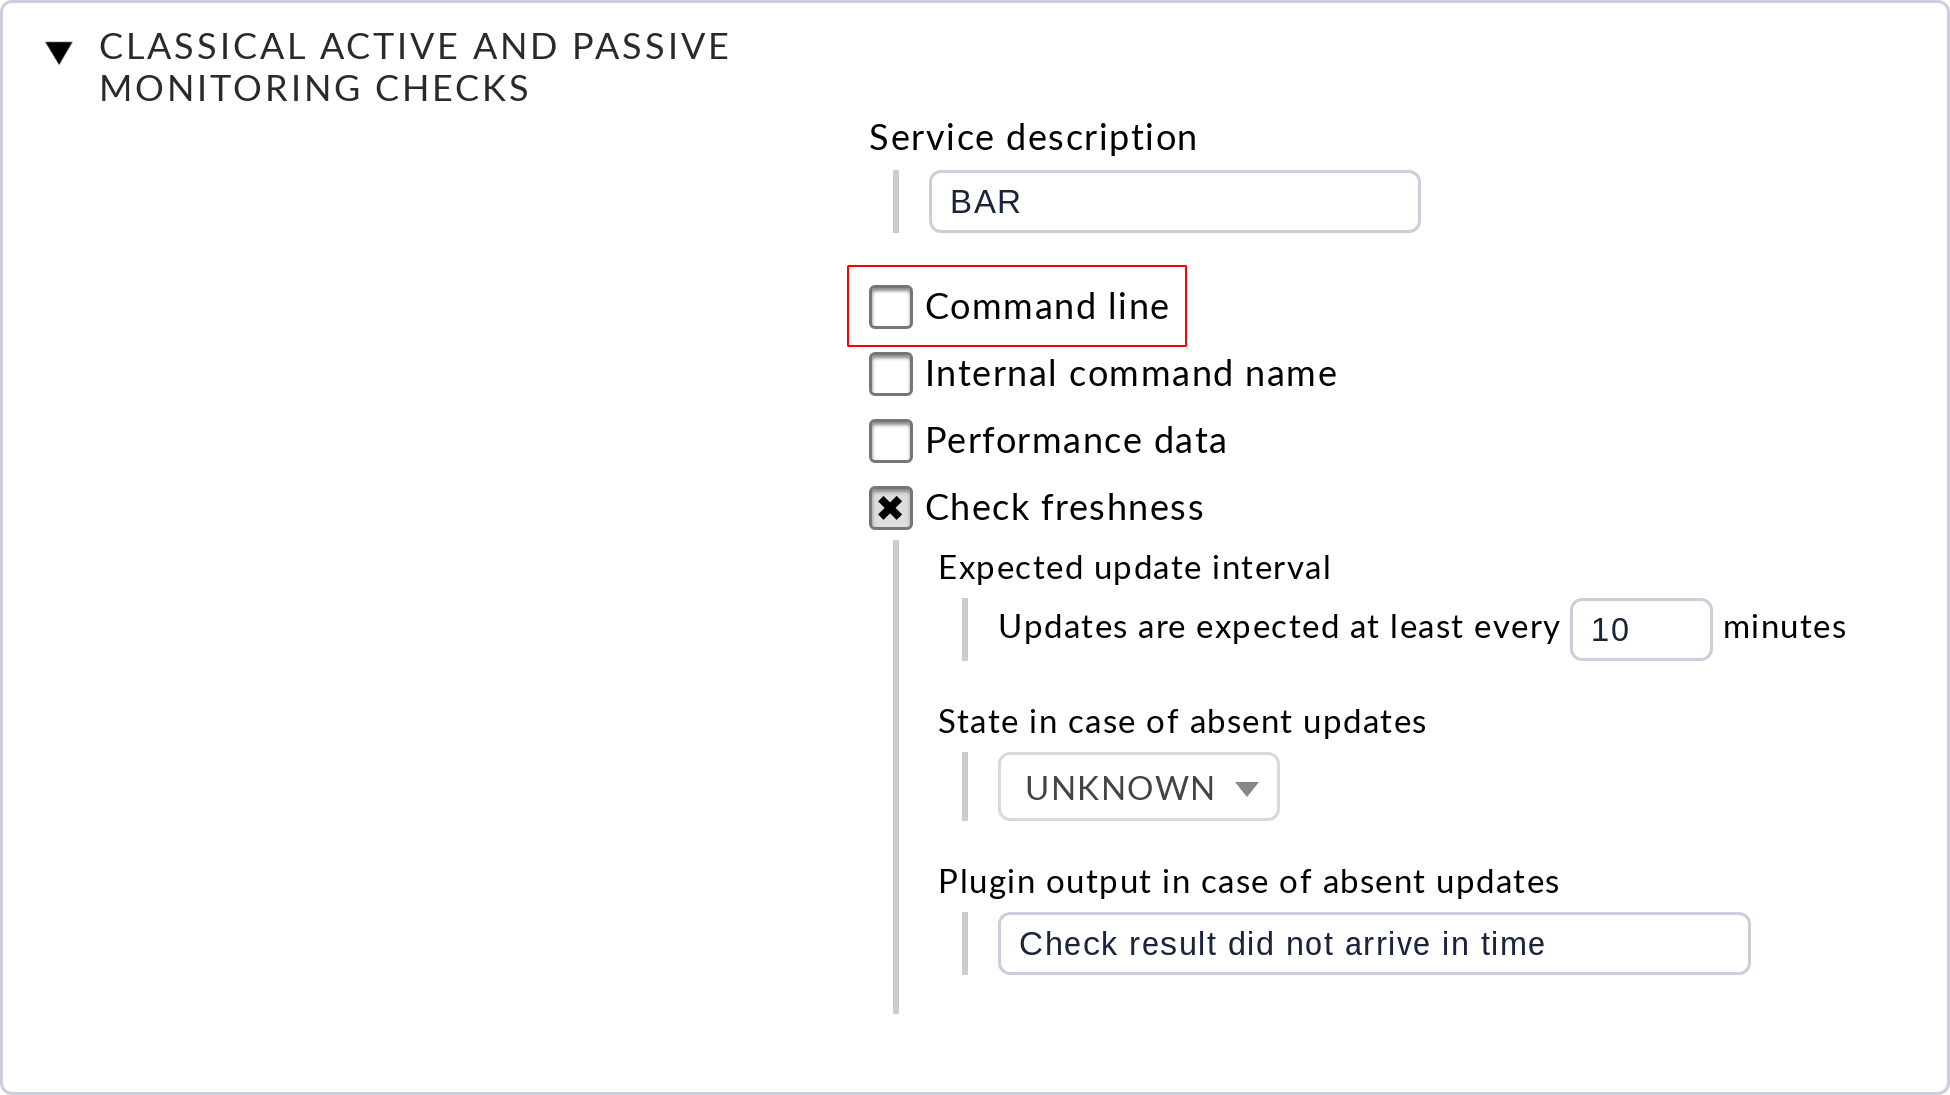 CLASSICAL ACTIVE AND PASSIVE
MONITORING CHECKS
Service description
BAR
Command line
Internal command name
Performance data
Check freshness
Expected update interval
Updates are expected at least every 10 minutes
State in case of absent updates
UNKNOWN
Plugin output in case of absent updates
Check result did not arrive in time